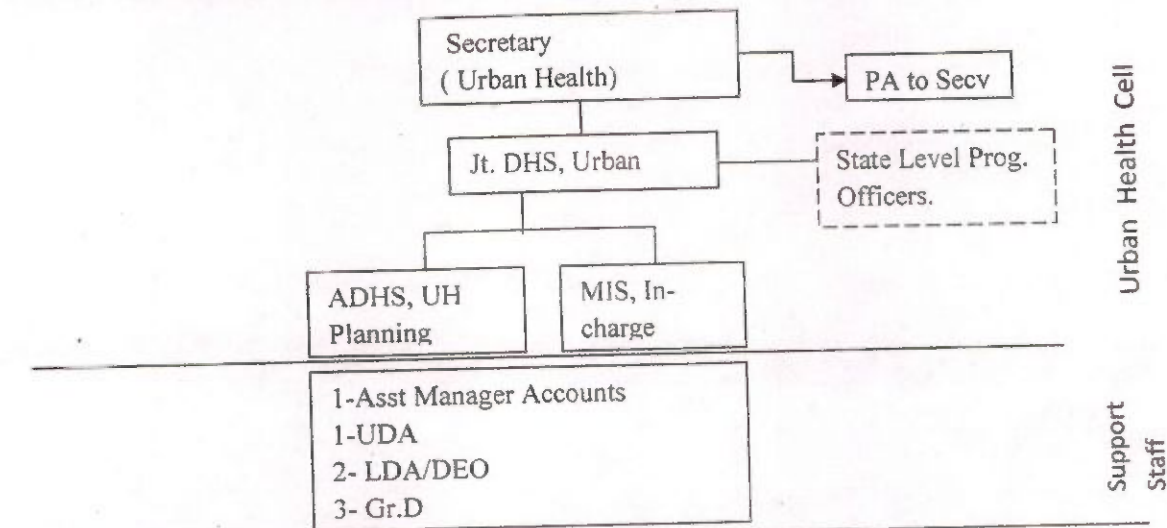 Secretary
( Urban Health)
PA to Secv
Jt. DHS, Urban
State Level Prog.
Officers.
ADHS, UH
Planning
MIS, In-
charge
Urban Health Cell
1-Asst Manager Accounts
1-UDA
2- LDA/DEO
3- Gr.D
Support
Staff